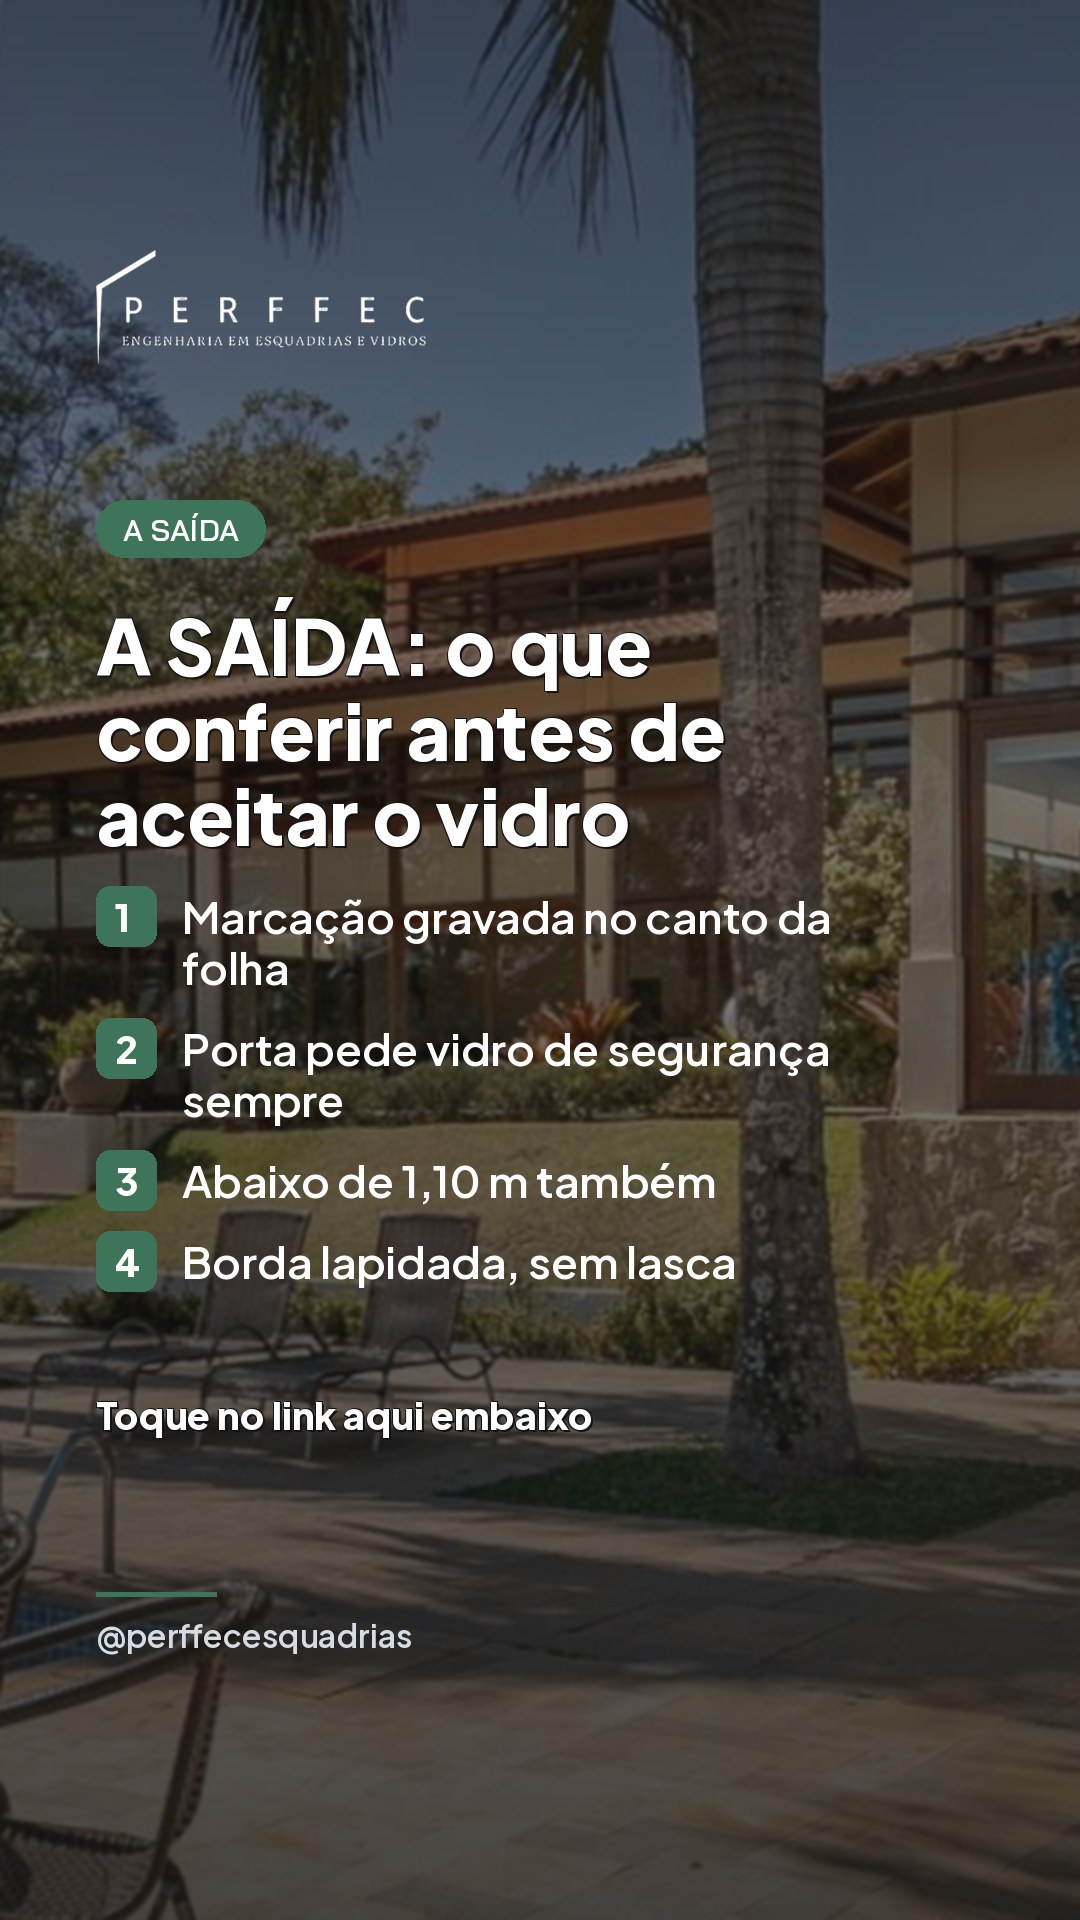 PERFFEC
ENGENHARIA EM ESQUADRIAS E VIDROS
A SAÍDA
A SAÍDA: o que
conferir antes de
aceitar o vidro
1 Marcação gravada no canto da
folha
2 Porta pede vidro de segurança
sempre
3 Abaixo de 1,10 m também
4 Borda lapidada, sem lasca
Toque no link aqui embaixo
@perffecesquadrias